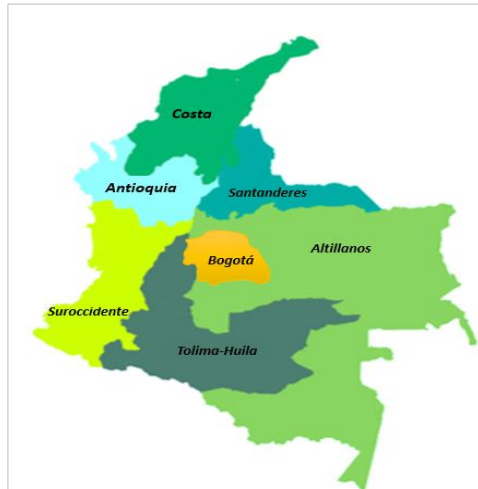 Costa
Antioquia
Santanderes
Altillanos
Bogotá
Suroccidente
Tolima-Huila